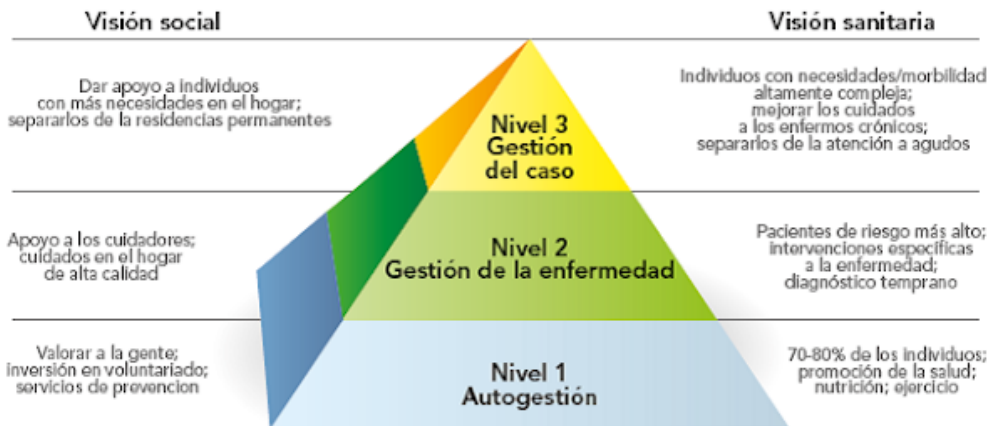 Visión social
Visión sanitaria
Dar apoyo a individuos
con más necesidades en el hogar;
separarlos de la residencias permanentes
Nivel 3
Gestión
del caso
Individuos con necesidades/morbilidad
altamente compleja;
mejorar los cuidados
a los enfermos crónicos;
separarlos de la atención a agudos
Apoyo a los cuidadores;
cuidados en el hogar
de alta calidad
Nivel 2
Gestión de la enfermedad
Pacientes de riesgo más alto;
intervenciones específicas
a la enfermedad;
diagnóstico temprano
Valorar a la gente;
inversión en voluntariado;
servicios de prevencion
Nivel 1
Autogestión
70-80% de los individuos;
promoción de la salud;
nutrición; ejercicio